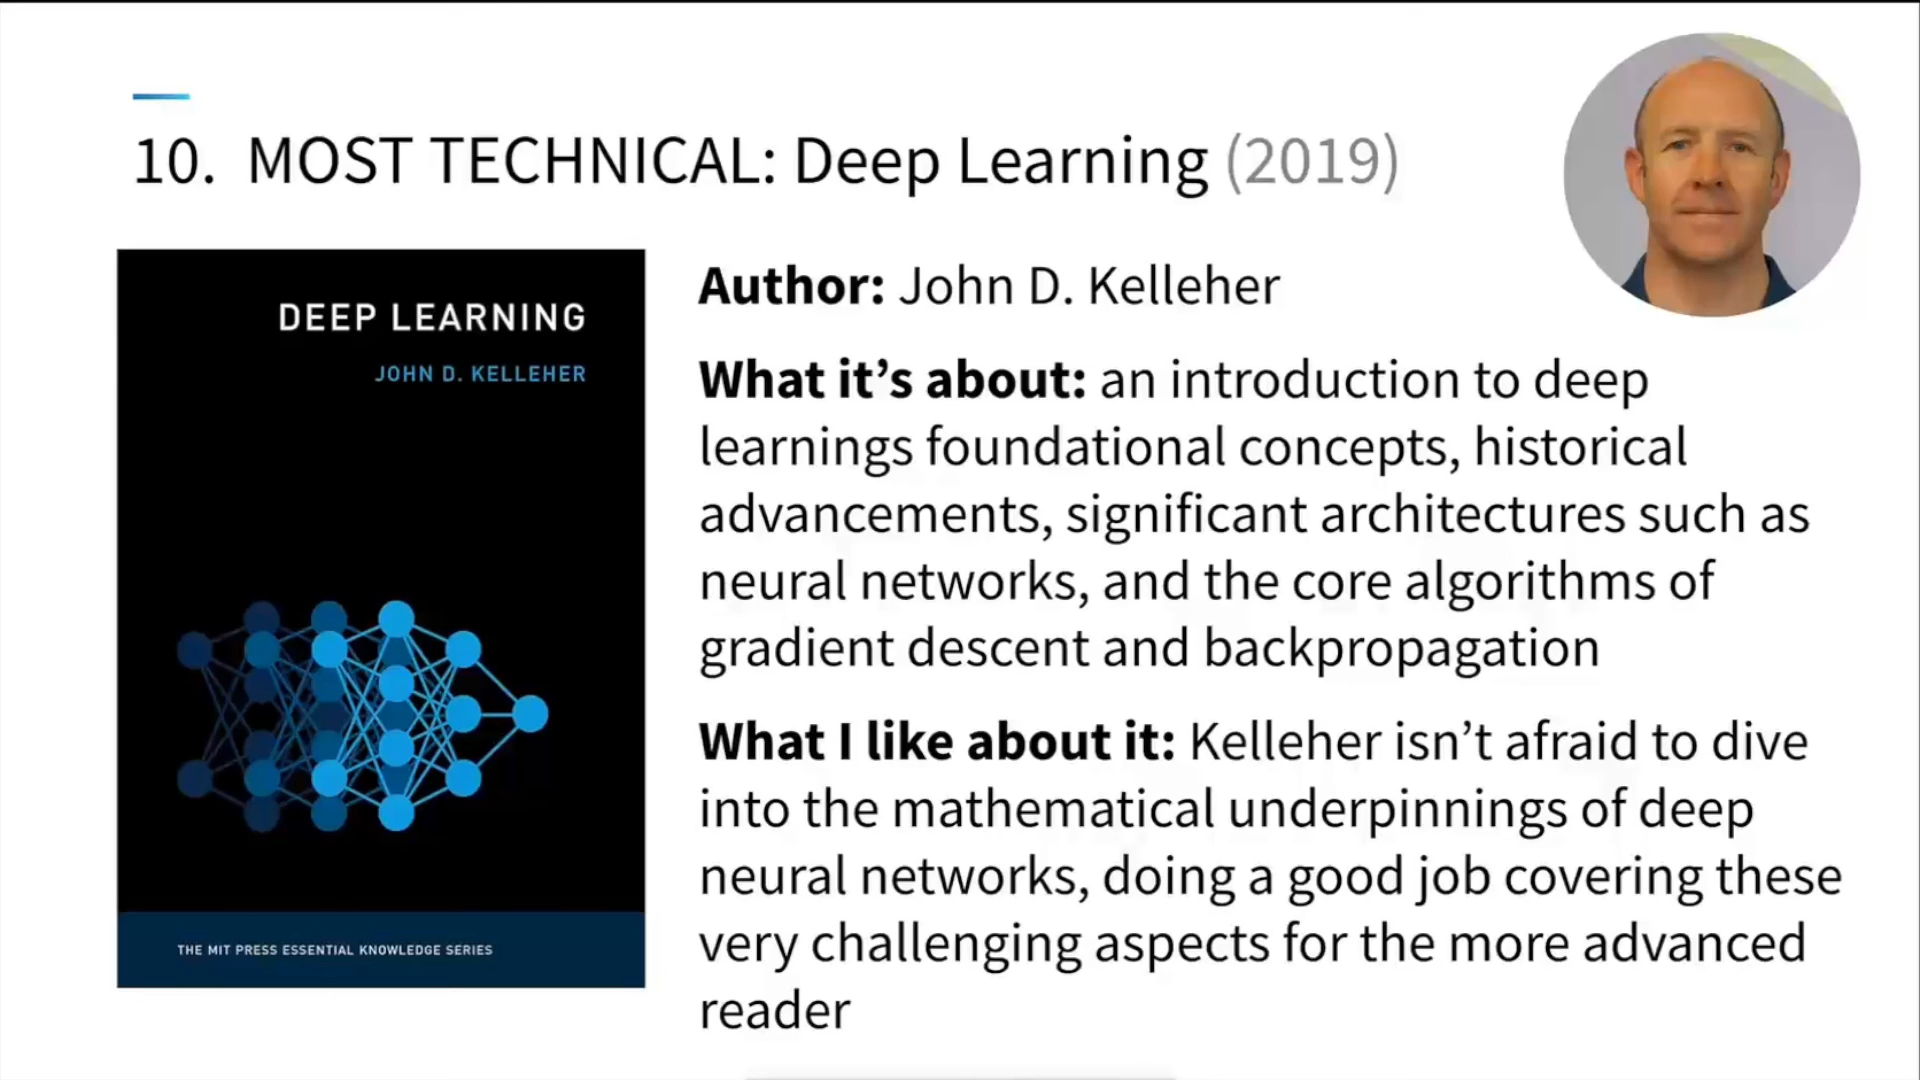 10. MOST TECHNICAL: Deep Learning (2019)
DEEP LEARNING
JOHN D. KELLEHER
THE MIT PRESS ESSENTIAL KNOWLEDGE SERIES
Author: John D. Kelleher
What it’s about: an introduction to deep
learnings foundational concepts, historical
advancements, significant architectures such as
neural networks, and the core algorithms of
gradient descent and backpropagation
What I like about it: Kelleher isn’t afraid to dive
into the mathematical underpinnings of deep
neural networks, doing a good job covering these
very challenging aspects for the more advanced
reader